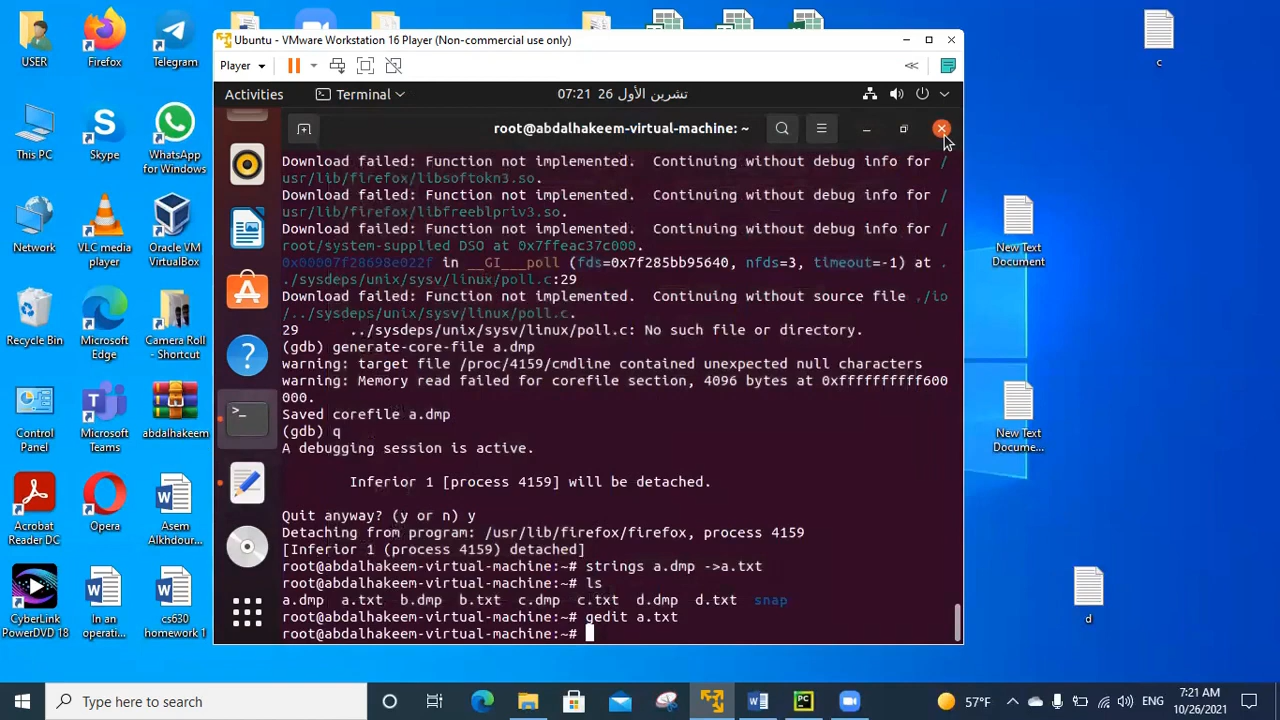 USER
Firefox
Telegram
c
Ubuntu - VMware Workstation 16 Player (Non-commercial use only)
Player
Activities
Terminal
07:21 26 تشرين الأول
root@abdalhakeem-virtual-machine: ~
Download failed: Function not implemented.  Continuing without debug info for /
usr/lib/firefox/libsoftokn3.so.
Download failed: Function not implemented.  Continuing without debug info for /
usr/lib/firefox/libfreeblpriv3.so.
Download failed: Function not implemented.  Continuing without debug info for /
root/system-supplied DSO at 0x7ffeac37c000.
0x00007f28698e022f in __GI___poll (fds=0x7f285bb95640, nfds=3, timeout=-1) at .
./sysdeps/unix/sysv/linux/poll.c:29
Download failed: Function not implemented.  Continuing without source file ./io
/../sysdeps/unix/sysv/linux/poll.c.
29      ../sysdeps/unix/sysv/linux/poll.c: No such file or directory.
(gdb) generate-core-file a.dmp
warning: target file /proc/4159/cmdline contained unexpected null characters
warning: Memory read failed for corefile section, 4096 bytes at 0xffffffffff600
000.
Saved corefile a.dmp
(gdb) q
A debugging session is active.
Inferior 1 [process 4159] will be detached.
Quit anyway? (y or n) y
Detaching from program: /usr/lib/firefox/firefox, process 4159
[Inferior 1 (process 4159) detached]
root@abdalhakeem-virtual-machine:~# strings a.dmp ->a.txt
root@abdalhakeem-virtual-machine:~# ls
a.dmp  a.txt  b.dmp  b.txt  c.dmp  c.txt  d.dmp  d.txt  snap
root@abdalhakeem-virtual-machine:~# gedit a.txt
root@abdalhakeem-virtual-machine:~#
This PC
Skype
WhatsApp
for Windows
Network
VLC media
player
Oracle VM
VirtualBox
New Text
Document
Recycle Bin
Microsoft
Edge
Camera Roll
- Shortcut
Control
Panel
Microsoft
Teams
abdalhakeem
New Text
Docume...
Acrobat
Reader DC
Opera
Asem
Alkhdour...
CyberLink
PowerDVD 18
In an
operati...
cs630
homework 1
d
Type here to search
57°F
ENG
7:21 AM
10/26/2021